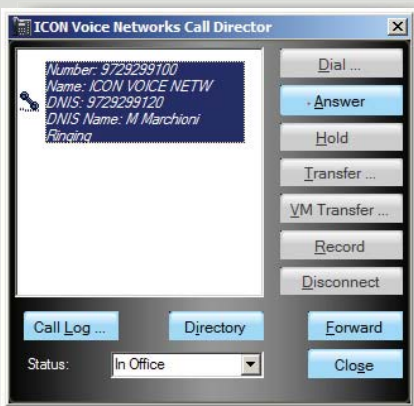 ICON Voice Networks Call Director
Number: 9729299100
Name: ICON VOICE NETW
DNIS: 9729299120
DNIS Name: M Marchioni
Ringing
Dial ...
Answer
Hold
Transfer ...
VM Transfer ...
Record
Disconnect
Call Log ...
Directory
Forward
Status:
In Office
Close